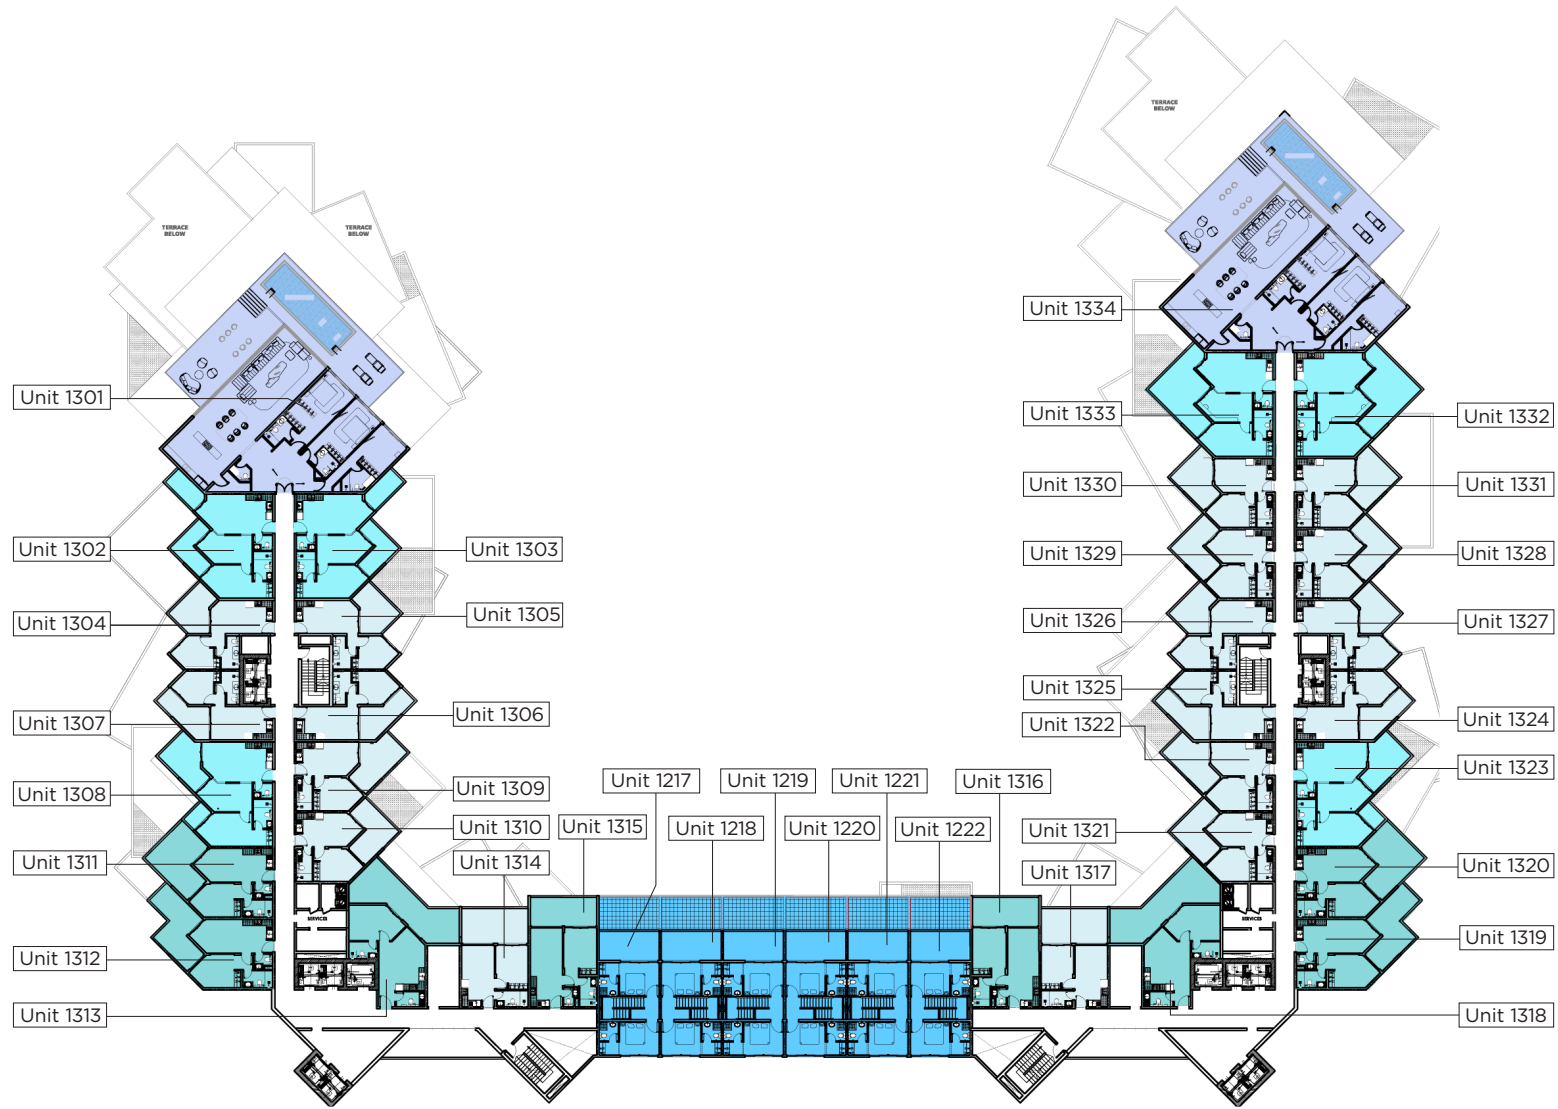 TERRACE
BELOW
TERRACE
BELOW
TERRACE
BELOW
Unit 1334
Unit 1301
Unit 1333
Unit 1332
Unit 1330
Unit 1331
Unit 1302
Unit 1303
Unit 1329
Unit 1328
Unit 1304
Unit 1305
Unit 1326
Unit 1327
Unit 1325
Unit 1307
Unit 1306
Unit 1322
Unit 1324
Unit 1308
Unit 1309
Unit 1217
Unit 1219
Unit 1221
Unit 1316
Unit 1323
Unit 1310
Unit 1315
Unit 1218
Unit 1220
Unit 1222
Unit 1321
Unit 1311
Unit 1314
Unit 1317
Unit 1320
SERVICES
SERVICES
Unit 1312
Unit 1319
Unit 1313
Unit 1318